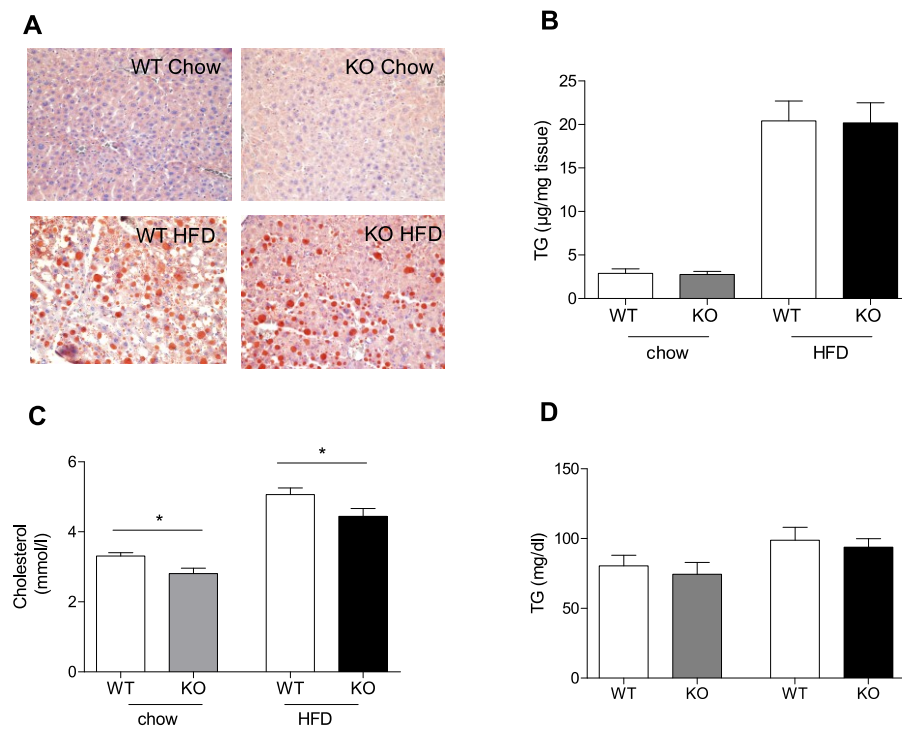 A
WT Chow
KO Chow
WT HFD
KO HFD
B
TG (µg/mg tissue)
25
20
15
10
5
0
WT KO WT KO
chow HFD
C
Cholesterol
(mmol/l)
6
4
2
0
*
*
WT KO WT KO
chow HFD
D
TG (mg/dl)
150
100
50
0
WT KO WT KO